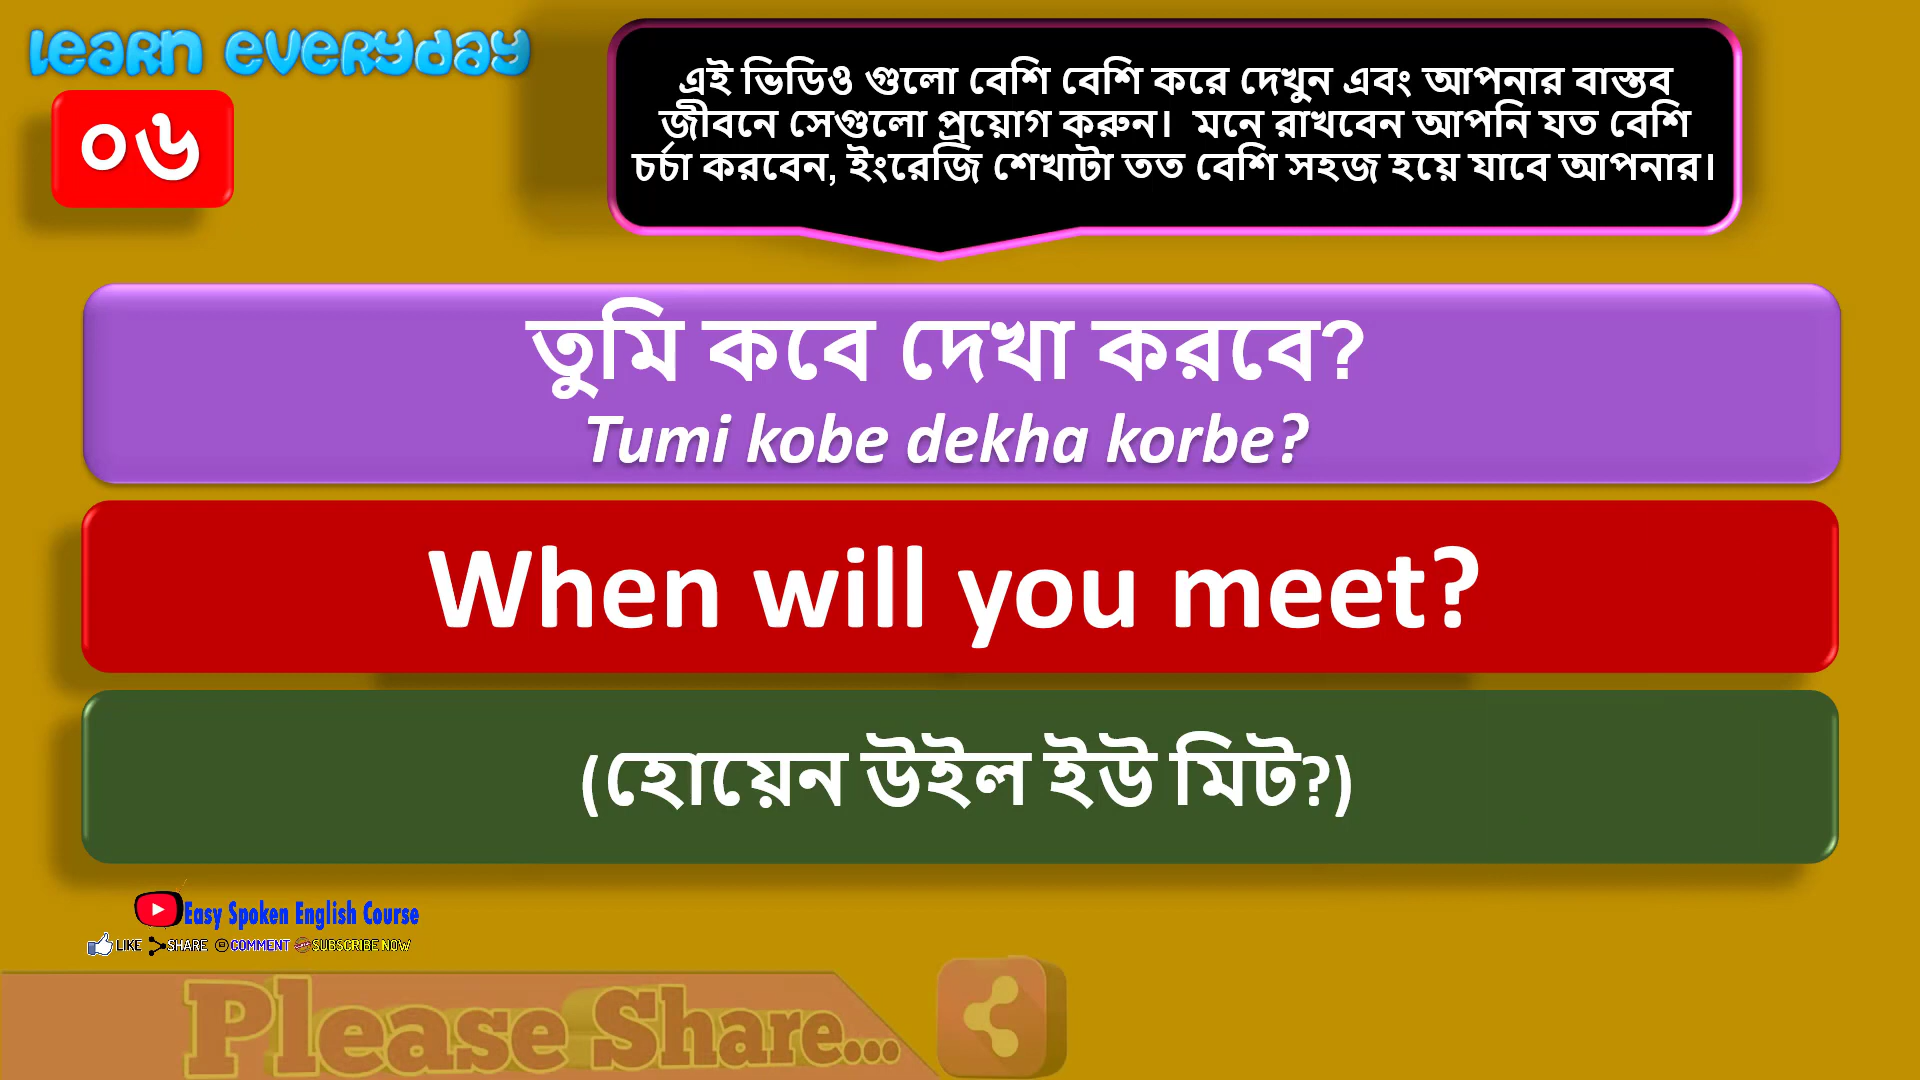 Learn Everyday
০৬
এই ভিডিও গুলো বেশি বেশি করে দেখুন এবং আপনার বাস্তব
জীবনে সেগুলো প্রয়োগ করুন। মনে রাখবেন আপনি যত বেশি
চর্চা করবেন, ইংরেজি শেখাটা তত বেশি সহজ হয়ে যাবে আপনার।
তুমি কবে দেখা করবে?
Tumi kobe dekha korbe?
When will you meet?
(হোয়েন উইল ইউ মিট?)
Easy Spoken English Course
LIKE SHARE COMMENT SUBSCRIBE NOW
Please Share...